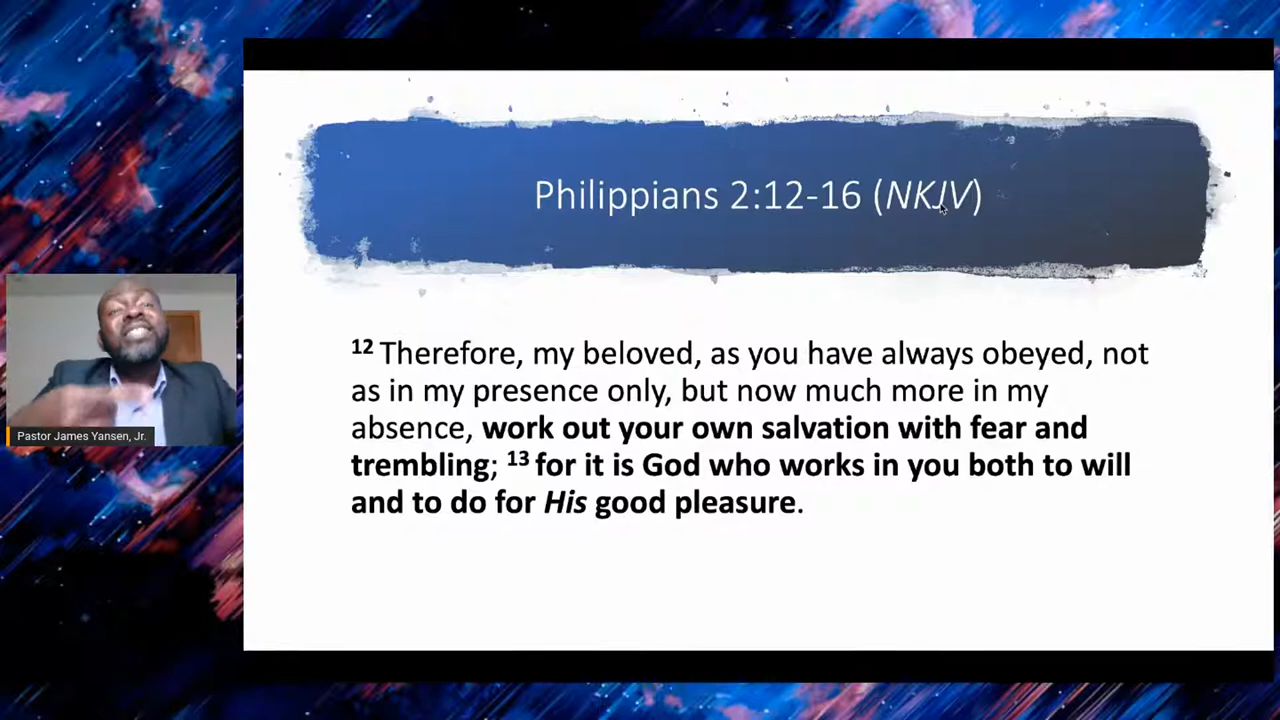 Philippians 2:12-16 (NKJV)
12 Therefore, my beloved, as you have always obeyed, not
as in my presence only, but now much more in my
absence, work out your own salvation with fear and
trembling; 13 for it is God who works in you both to will
and to do for His good pleasure.
Pastor James Yansen, Jr.